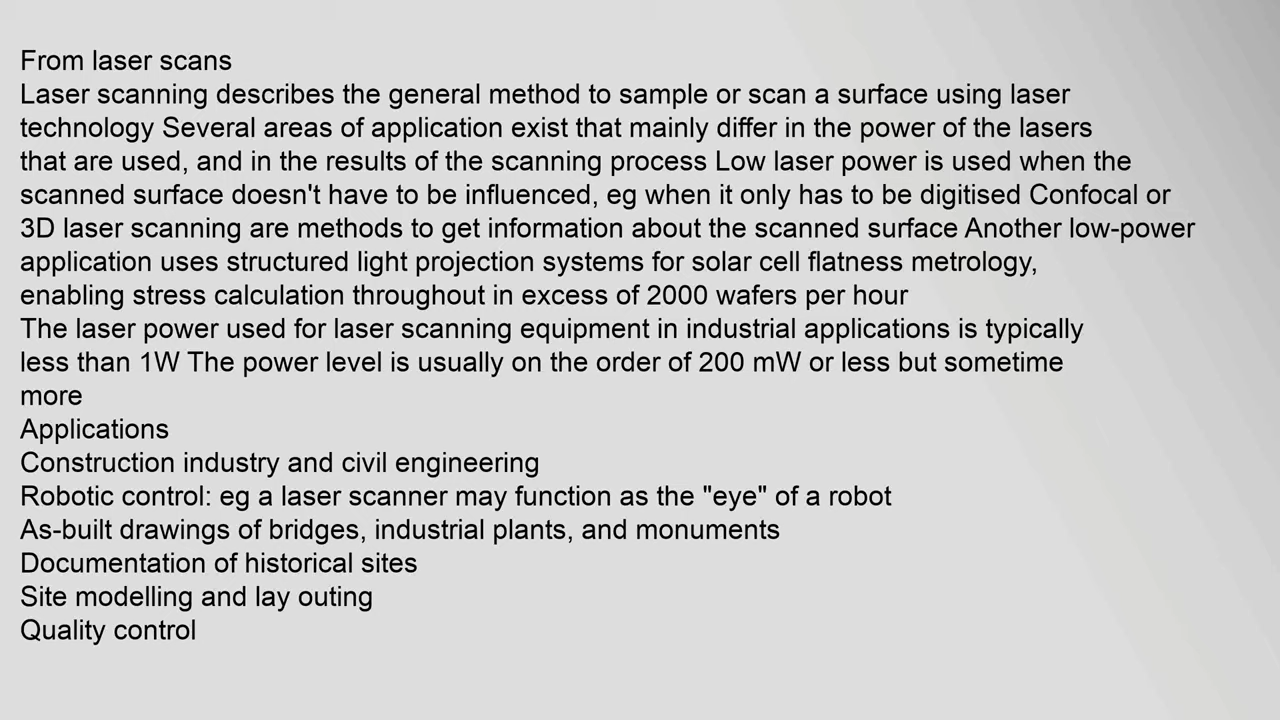 From laser scans
Laser scanning describes the general method to sample or scan a surface using laser
technology Several areas of application exist that mainly differ in the power of the lasers
that are used, and in the results of the scanning process Low laser power is used when the
scanned surface doesn't have to be influenced, eg when it only has to be digitised Confocal or
3D laser scanning are methods to get information about the scanned surface Another low-power
application uses structured light projection systems for solar cell flatness metrology,
enabling stress calculation throughout in excess of 2000 wafers per hour
The laser power used for laser scanning equipment in industrial applications is typically
less than 1W The power level is usually on the order of 200 mW or less but sometime
more
Applications
Construction industry and civil engineering
Robotic control: eg a laser scanner may function as the "eye" of a robot
As-built drawings of bridges, industrial plants, and monuments
Documentation of historical sites
Site modelling and lay outing
Quality control